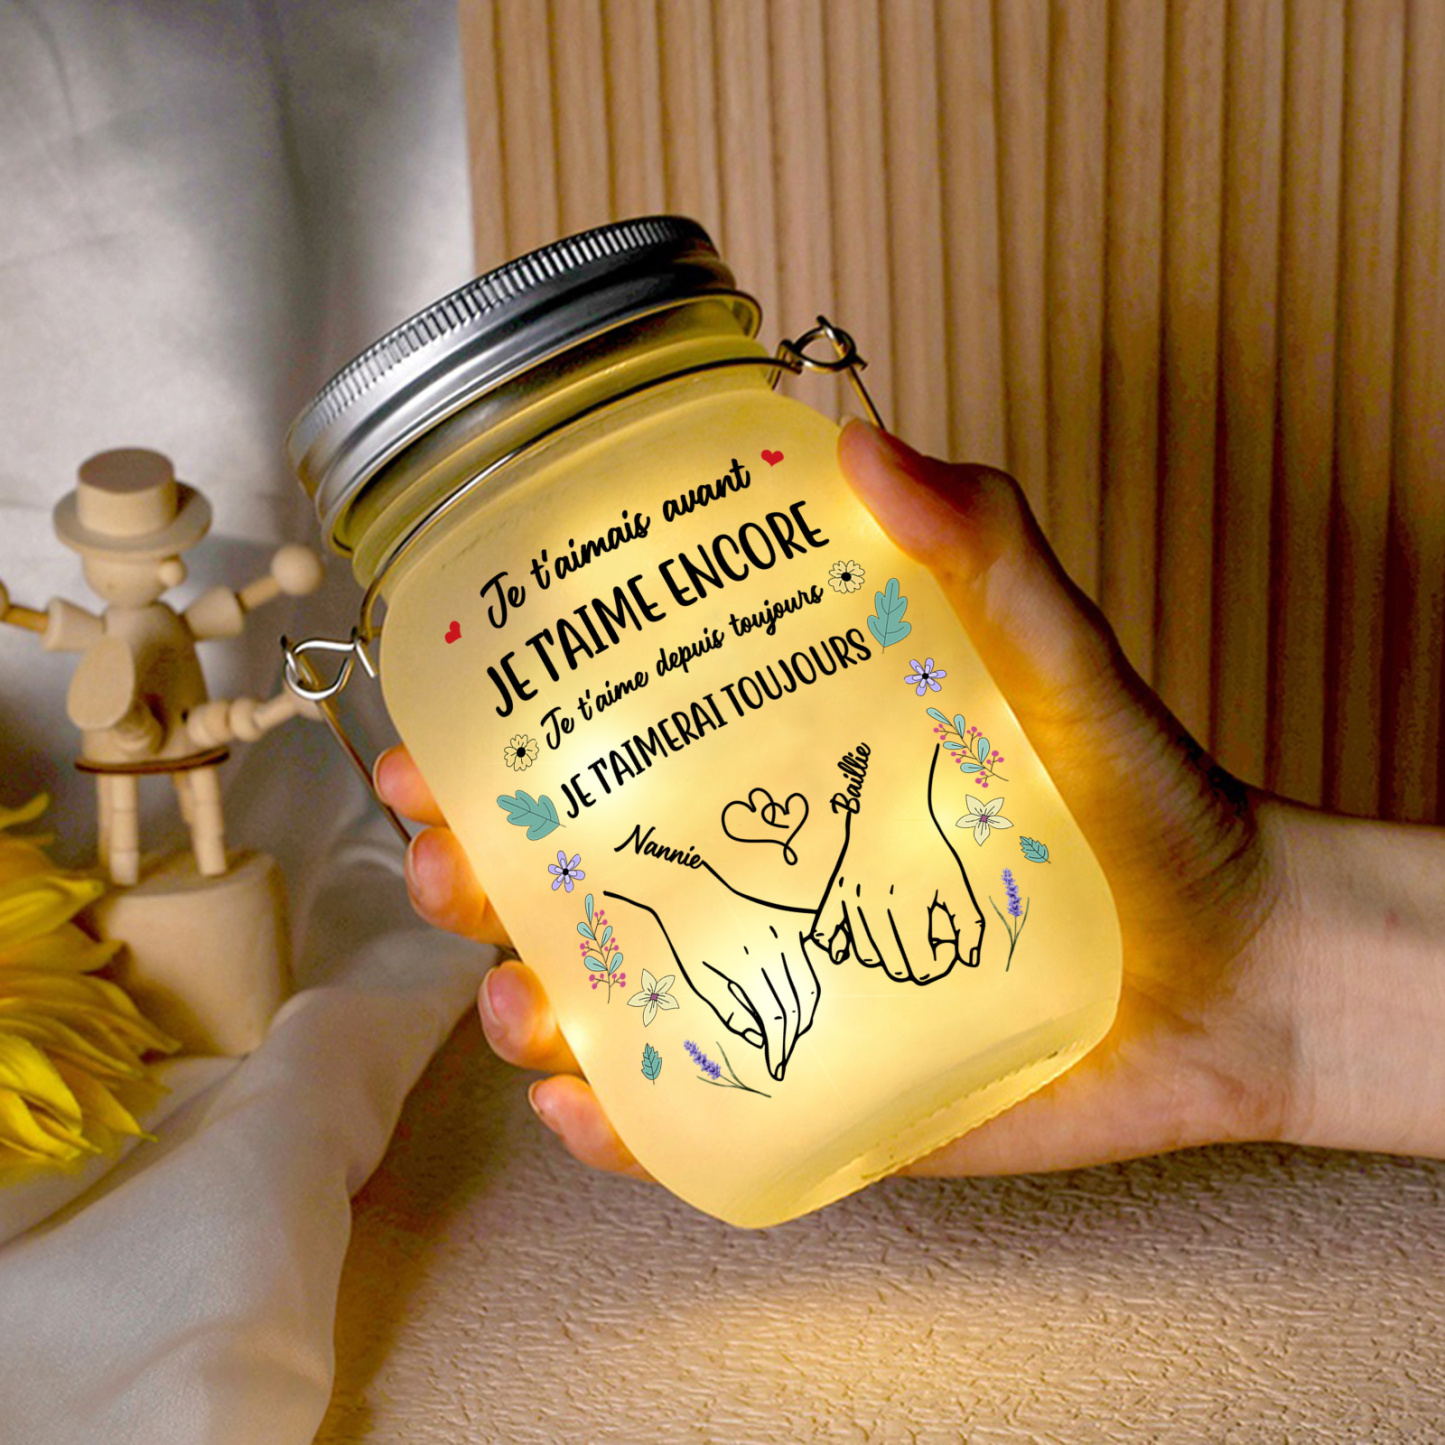 Je t'aimais avant
JE T'AIME ENCORE
Je t'aime depuis toujours
JE T'AIMERAI TOUJOURS
Nannie
Baillie